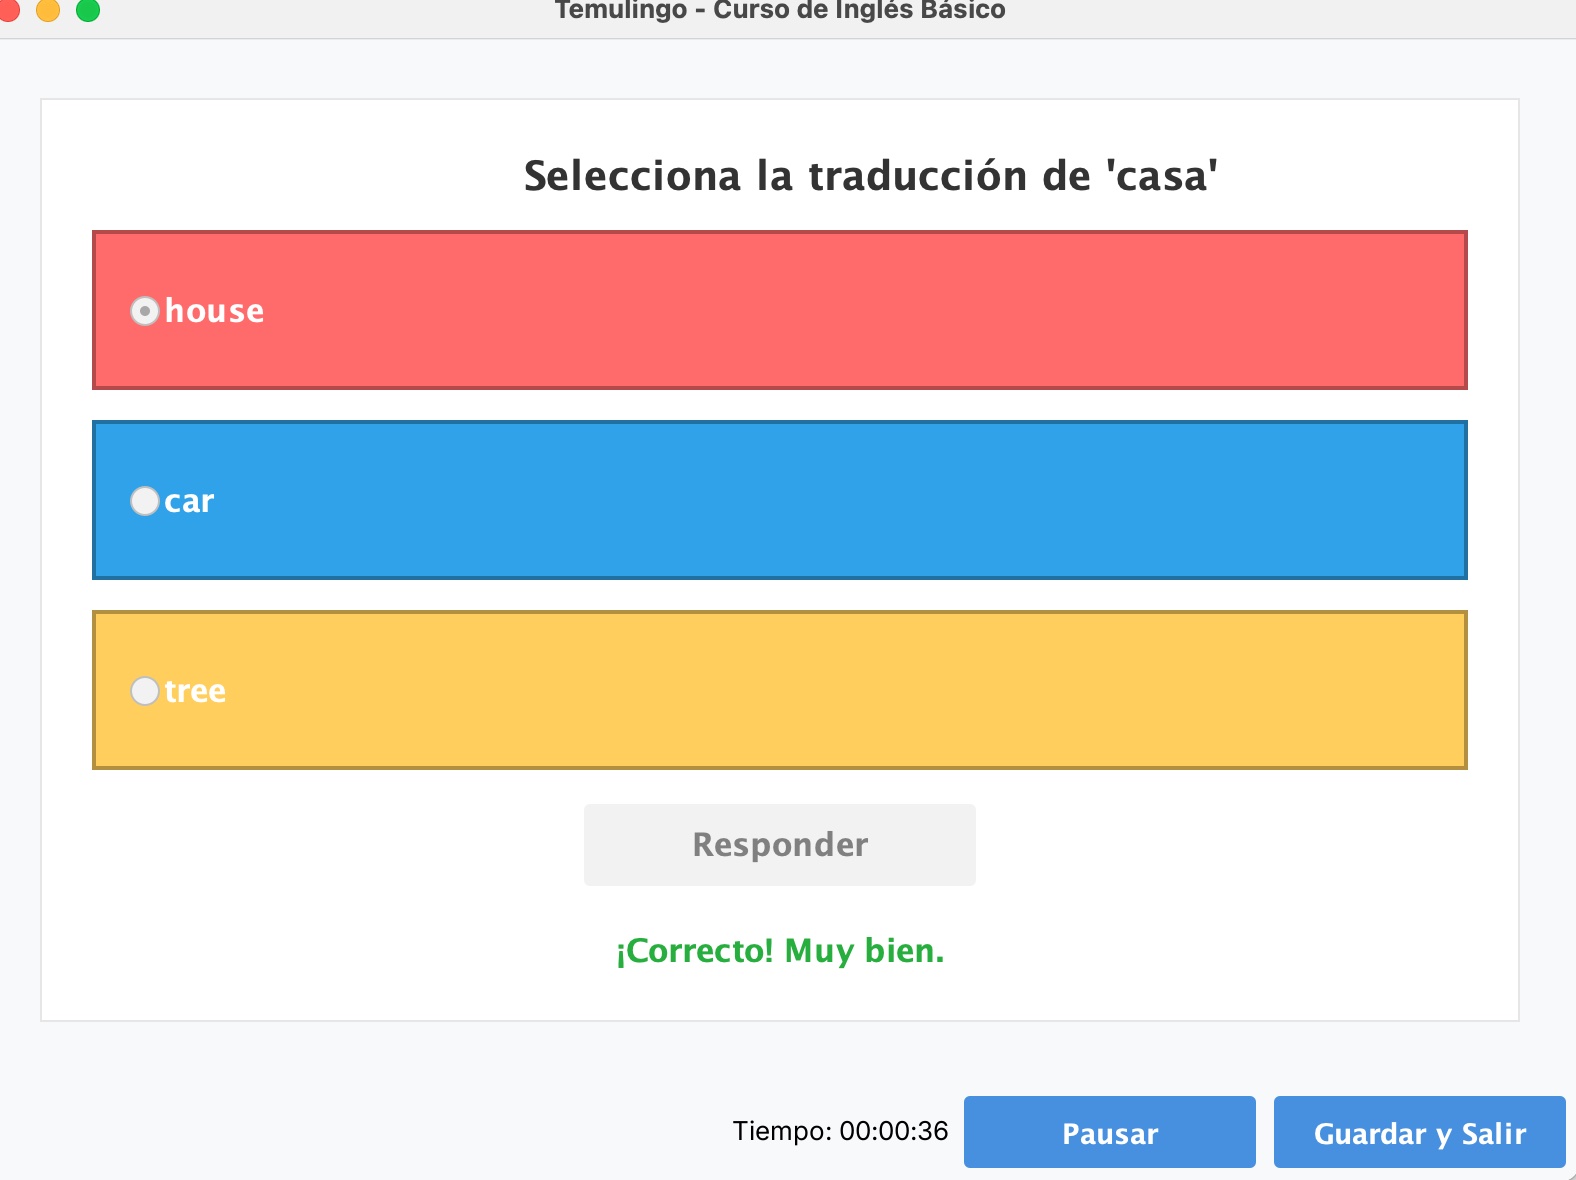 Temulingo - Curso de Inglés Básico
Selecciona la traducción de 'casa'
house
car
tree
Responder
¡Correcto! Muy bien.
Tiempo: 00:00:36
Pausar
Guardar y Salir